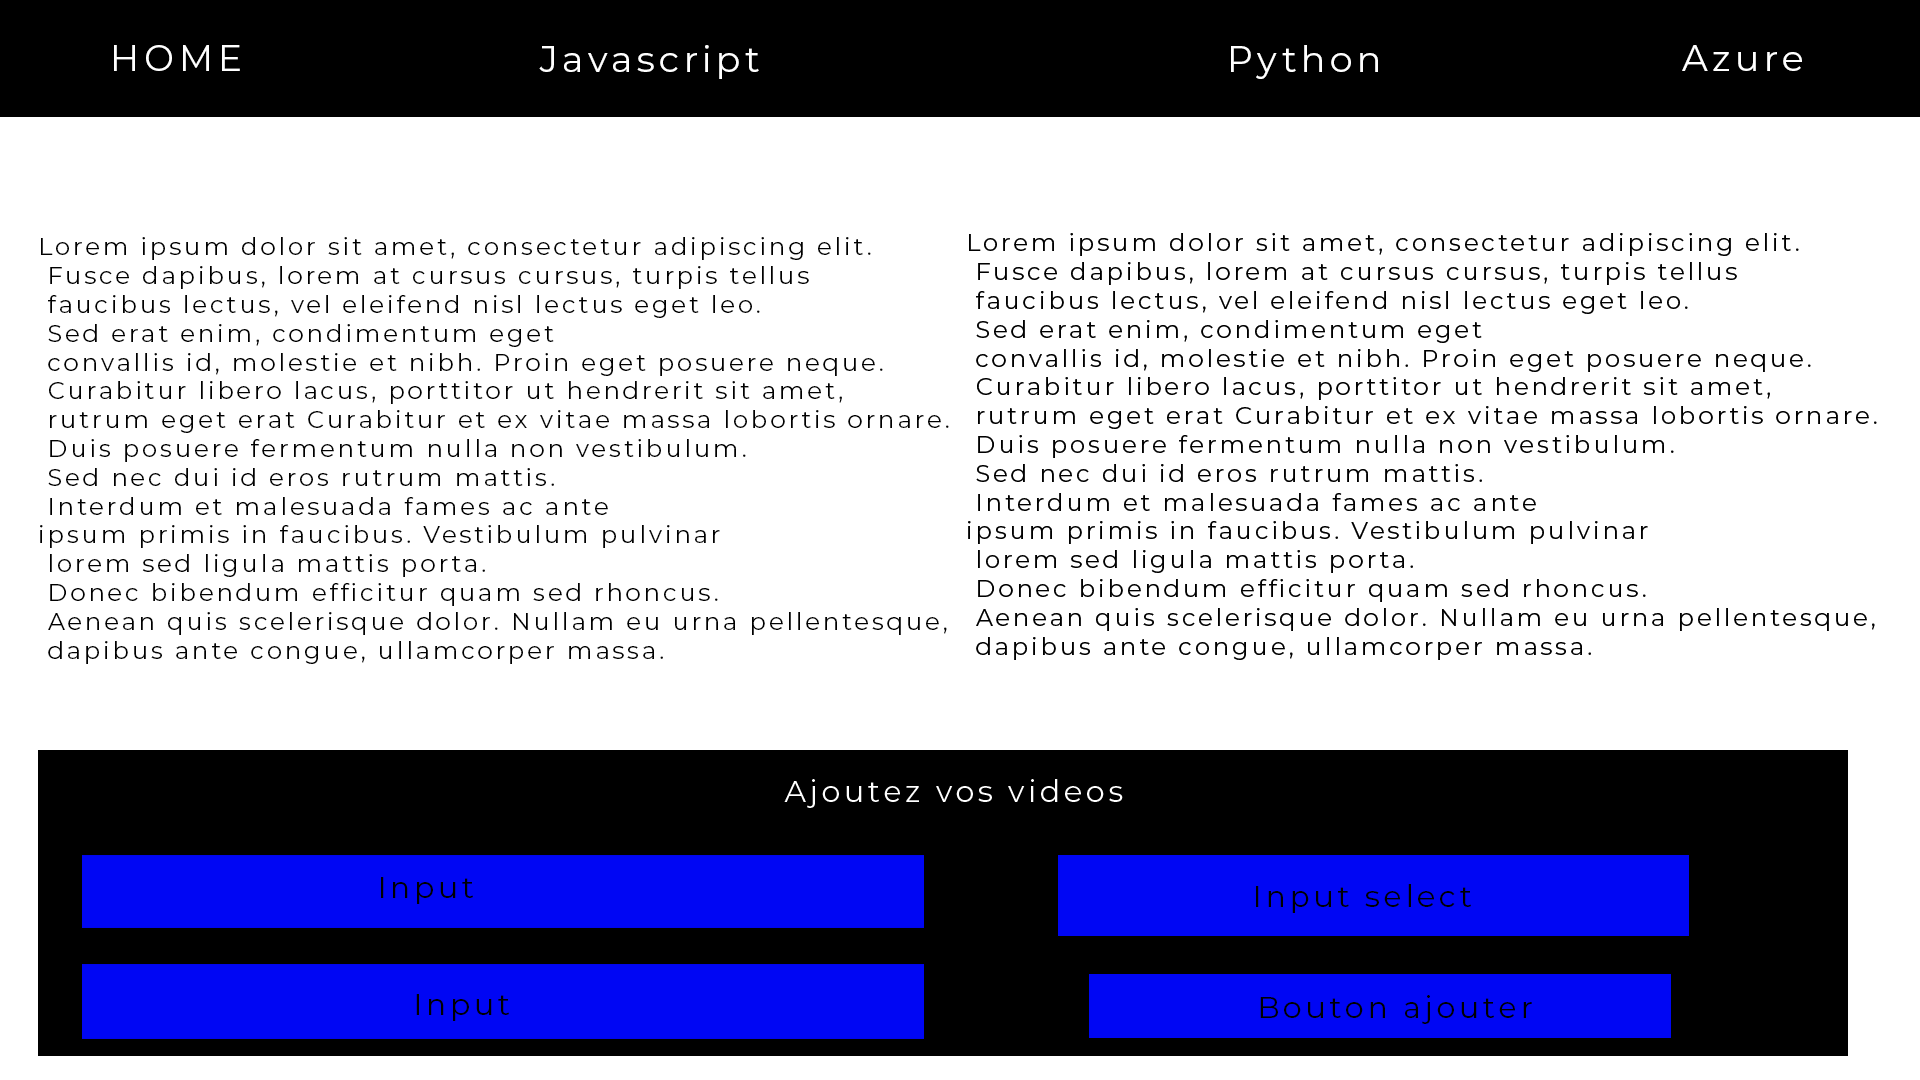 HOME
Javascript
Python
Azure
Lorem ipsum dolor sit amet, consectetur adipiscing elit.
Fusce dapibus, lorem at cursus cursus, turpis tellus
faucibus lectus, vel eleifend nisl lectus eget leo.
Sed erat enim, condimentum eget
convallis id, molestie et nibh. Proin eget posuere neque.
Curabitur libero lacus, porttitor ut hendrerit sit amet,
rutrum eget erat Curabitur et ex vitae massa lobortis ornare.
Duis posuere fermentum nulla non vestibulum.
Sed nec dui id eros rutrum mattis.
Interdum et malesuada fames ac ante
ipsum primis in faucibus. Vestibulum pulvinar
lorem sed ligula mattis porta.
Donec bibendum efficitur quam sed rhoncus.
Aenean quis scelerisque dolor. Nullam eu urna pellentesque,
dapibus ante congue, ullamcorper massa.
Lorem ipsum dolor sit amet, consectetur adipiscing elit.
Fusce dapibus, lorem at cursus cursus, turpis tellus
faucibus lectus, vel eleifend nisl lectus eget leo.
Sed erat enim, condimentum eget
convallis id, molestie et nibh. Proin eget posuere neque.
Curabitur libero lacus, porttitor ut hendrerit sit amet,
rutrum eget erat Curabitur et ex vitae massa lobortis ornare.
Duis posuere fermentum nulla non vestibulum.
Sed nec dui id eros rutrum mattis.
Interdum et malesuada fames ac ante
ipsum primis in faucibus. Vestibulum pulvinar
lorem sed ligula mattis porta.
Donec bibendum efficitur quam sed rhoncus.
Aenean quis scelerisque dolor. Nullam eu urna pellentesque,
dapibus ante congue, ullamcorper massa.
Ajoutez vos videos
Input
Input select
Input
Bouton ajouter